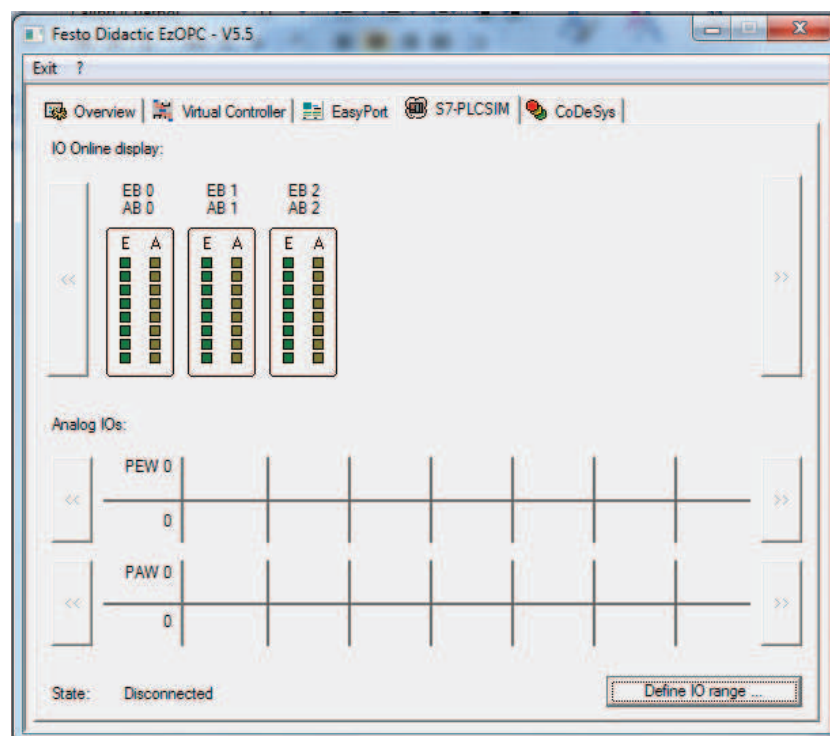 Festo Didactic EzOPC - V5.5
Exit ?
Overview Virtual Controller EasyPort S7-PLCSIM CoDeSys
IO Online display:
EB 0 EB 1 EB 2
AB 0 AB 1 AB 2
E A E A E A
<< >>
Analog IOs:
PEW 0
<< >>
0
PAW 0
<< >>
0
State: Disconnected Define IO range ...